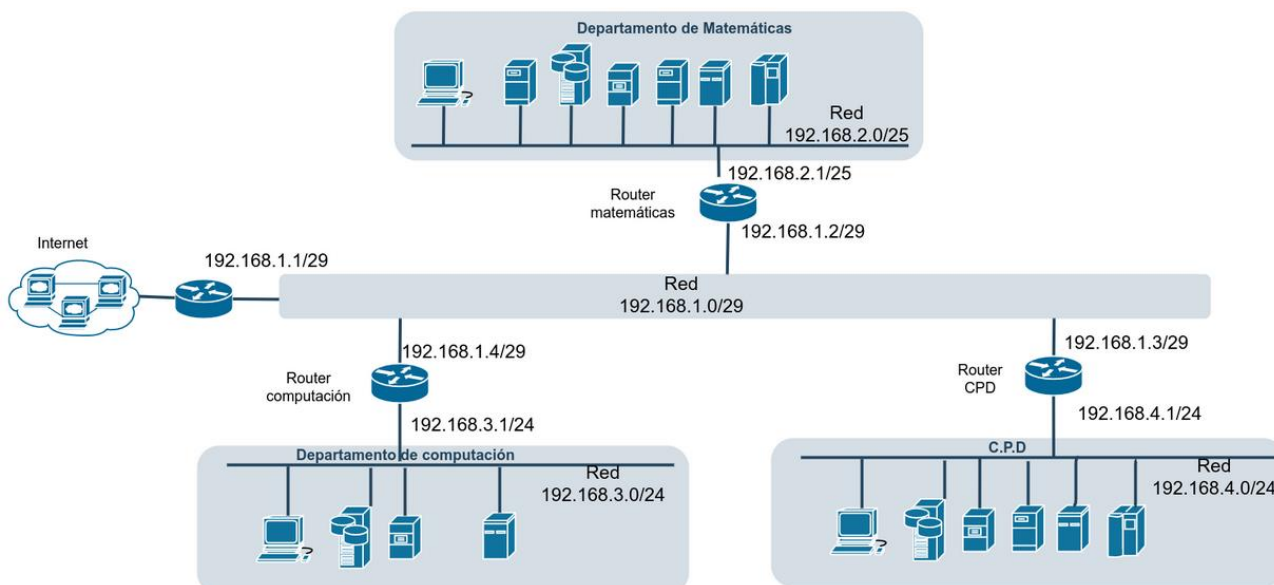 Departamento de Matemáticas
Red
192.168.2.0/25
192.168.2.1/25
Router
matemáticas
192.168.1.2/29
Internet
192.168.1.1/29
Red
192.168.1.0/29
192.168.1.4/29
Router
computación
192.168.3.1/24
192.168.1.3/29
Router
CPD
192.168.4.1/24
Departamento de computación
Red
192.168.3.0/24
C.P.D
Red
192.168.4.0/24